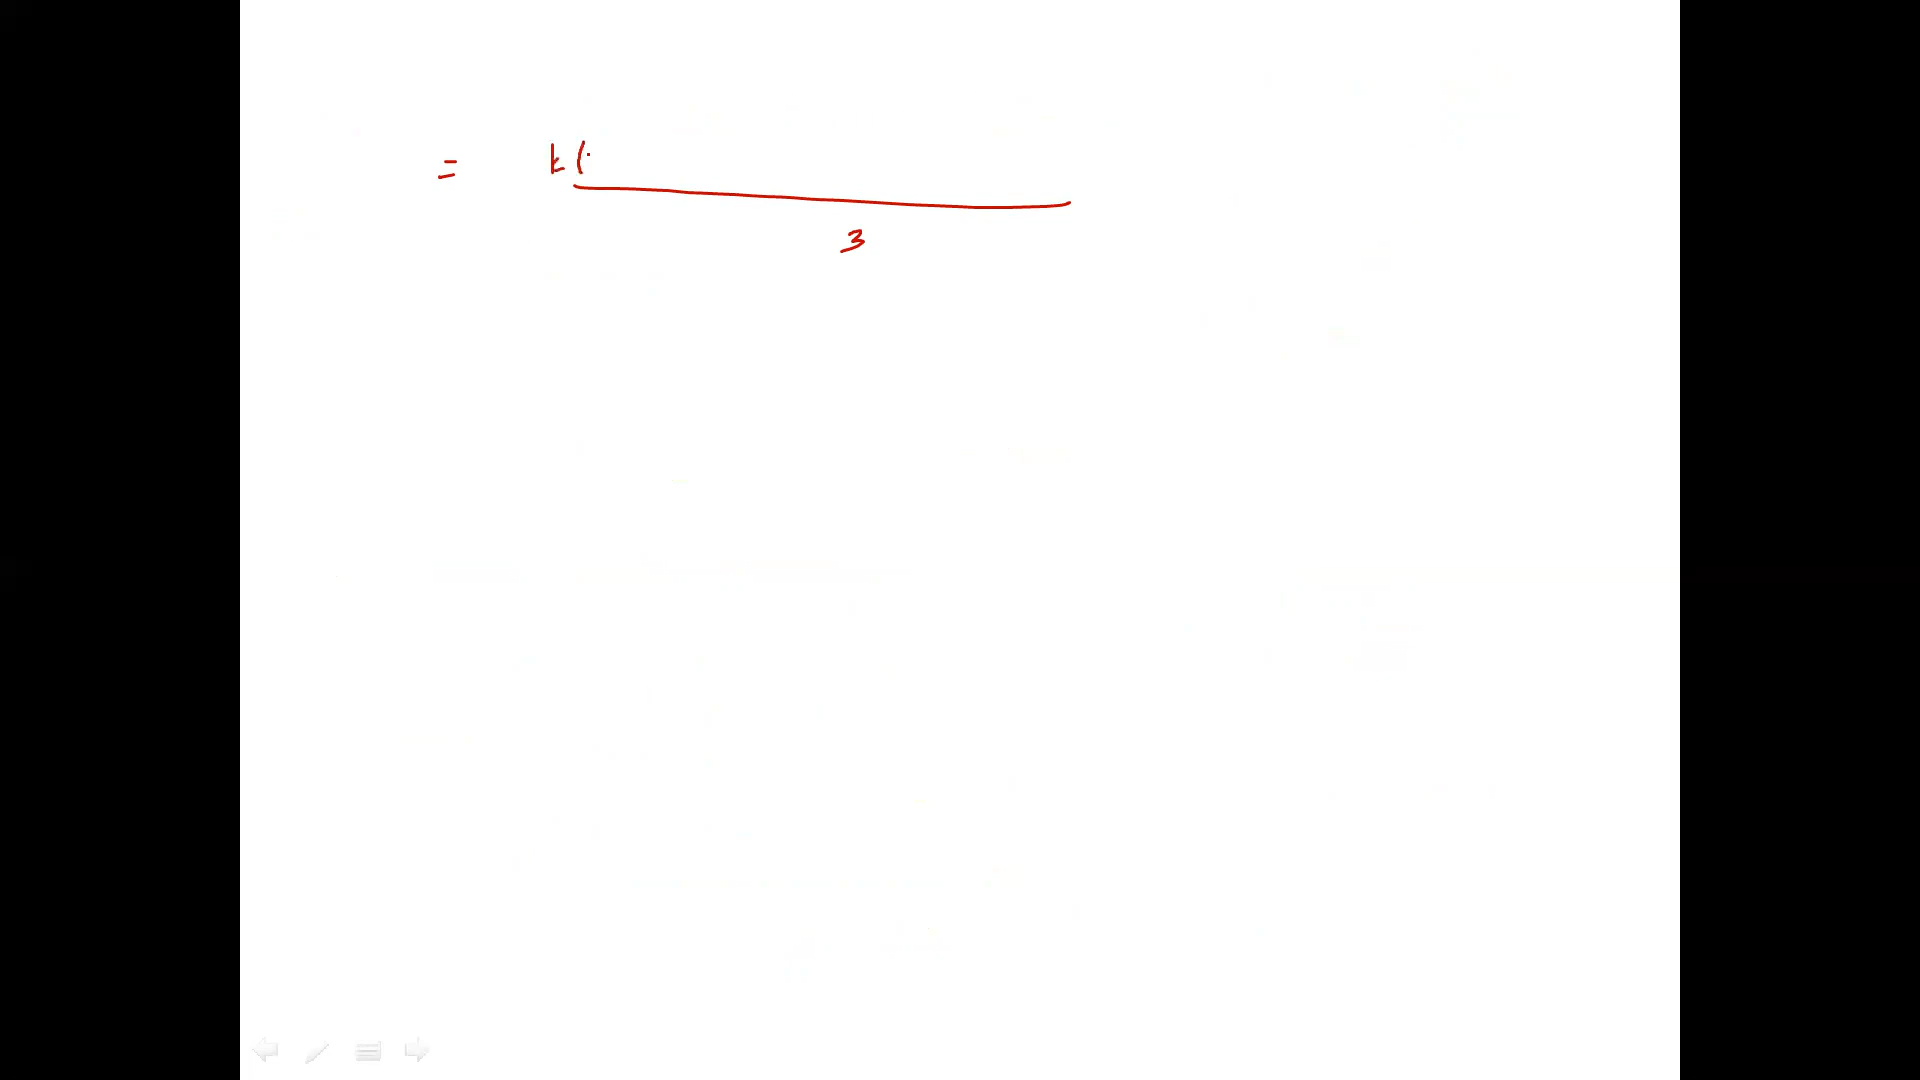 = k(
3